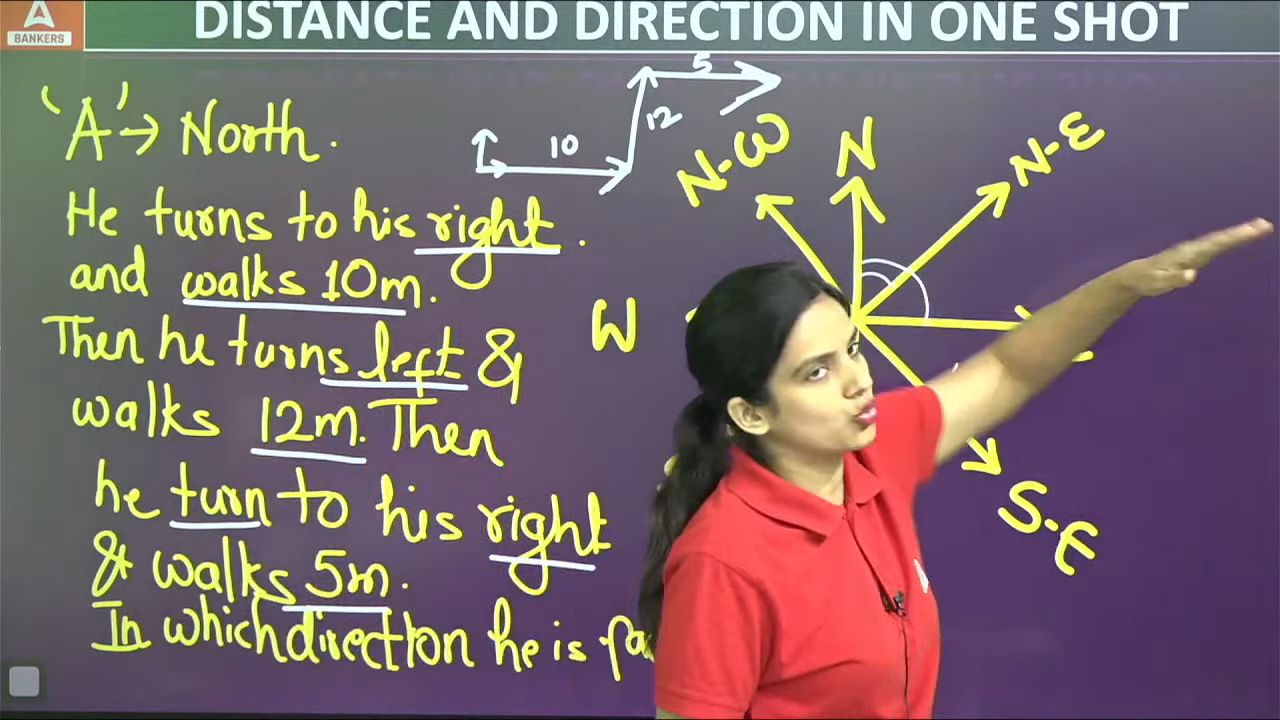 DISTANCE AND DIRECTION IN ONE SHOT
A
BANKERS
'A' → North.
He turns to his right.
and walks 10m.
Then he turns left &
walks 12m. Then
he turn to his right
& walks 5m.
In which direction he is
10
12
5
N-W
N
N-E
W
S-E